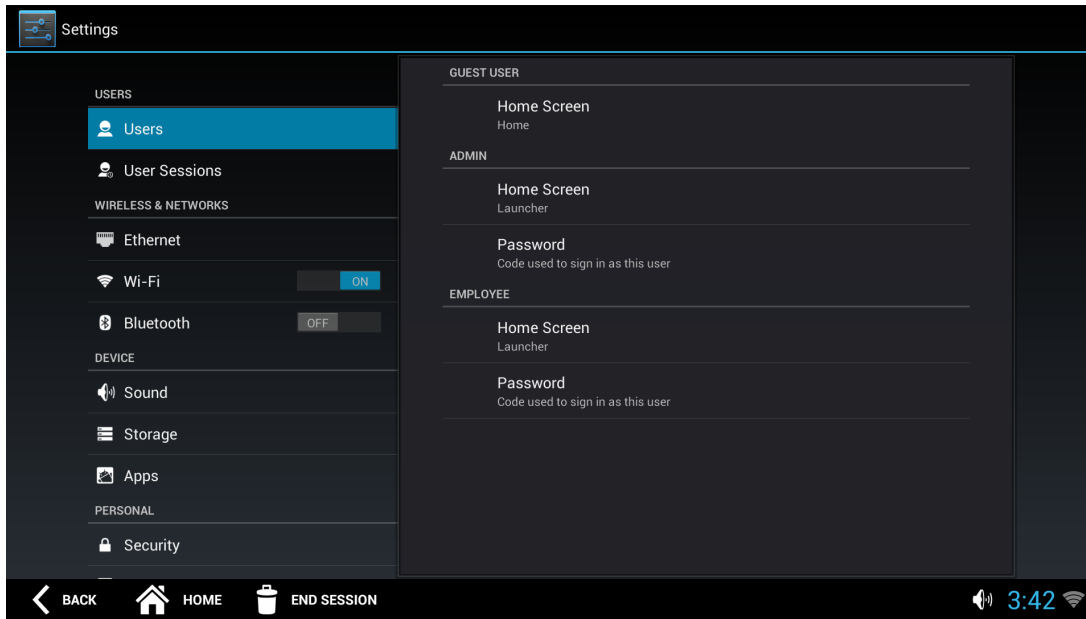 Settings
USERS
Users
User Sessions
WIRELESS & NETWORKS
Ethernet
Wi-Fi
ON
Bluetooth
OFF
DEVICE
Sound
Storage
Apps
PERSONAL
Security
GUEST USER
Home Screen
Home
ADMIN
Home Screen
Launcher
Password
Code used to sign in as this user
EMPLOYEE
Home Screen
Launcher
Password
Code used to sign in as this user
BACK
HOME
END SESSION
3:42